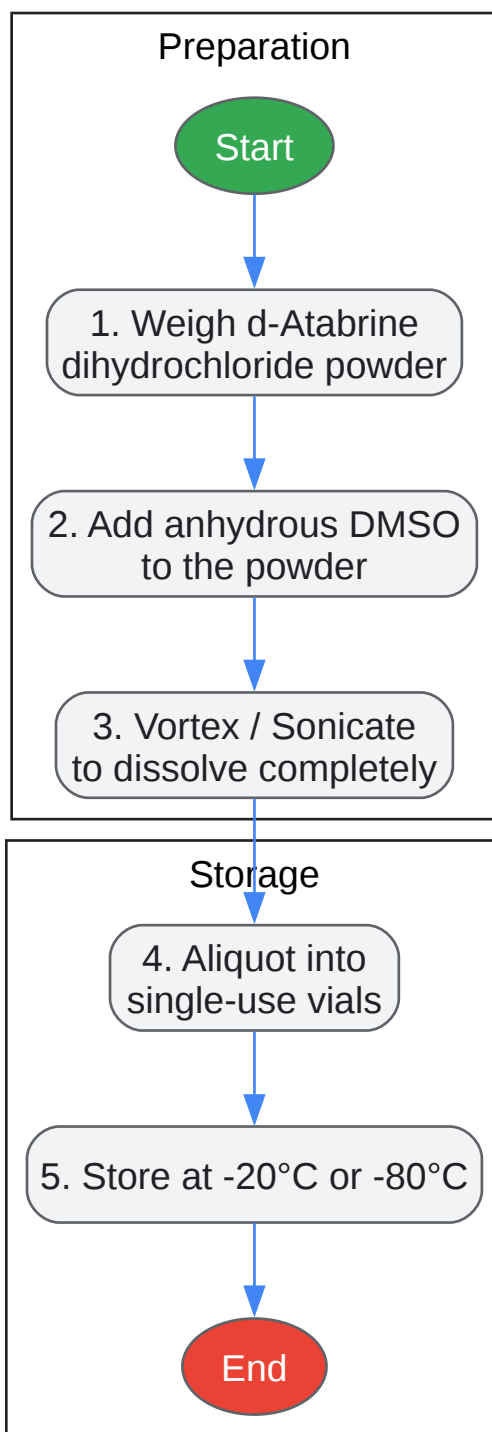 Preparation
Start
1. Weigh d-Atabrine
dihydrochloride powder
2. Add anhydrous DMSO
to the powder
3. Vortex / Sonicate
to dissolve completely
Storage
4. Aliquot into
single-use vials
5. Store at -20°C or -80°C
End